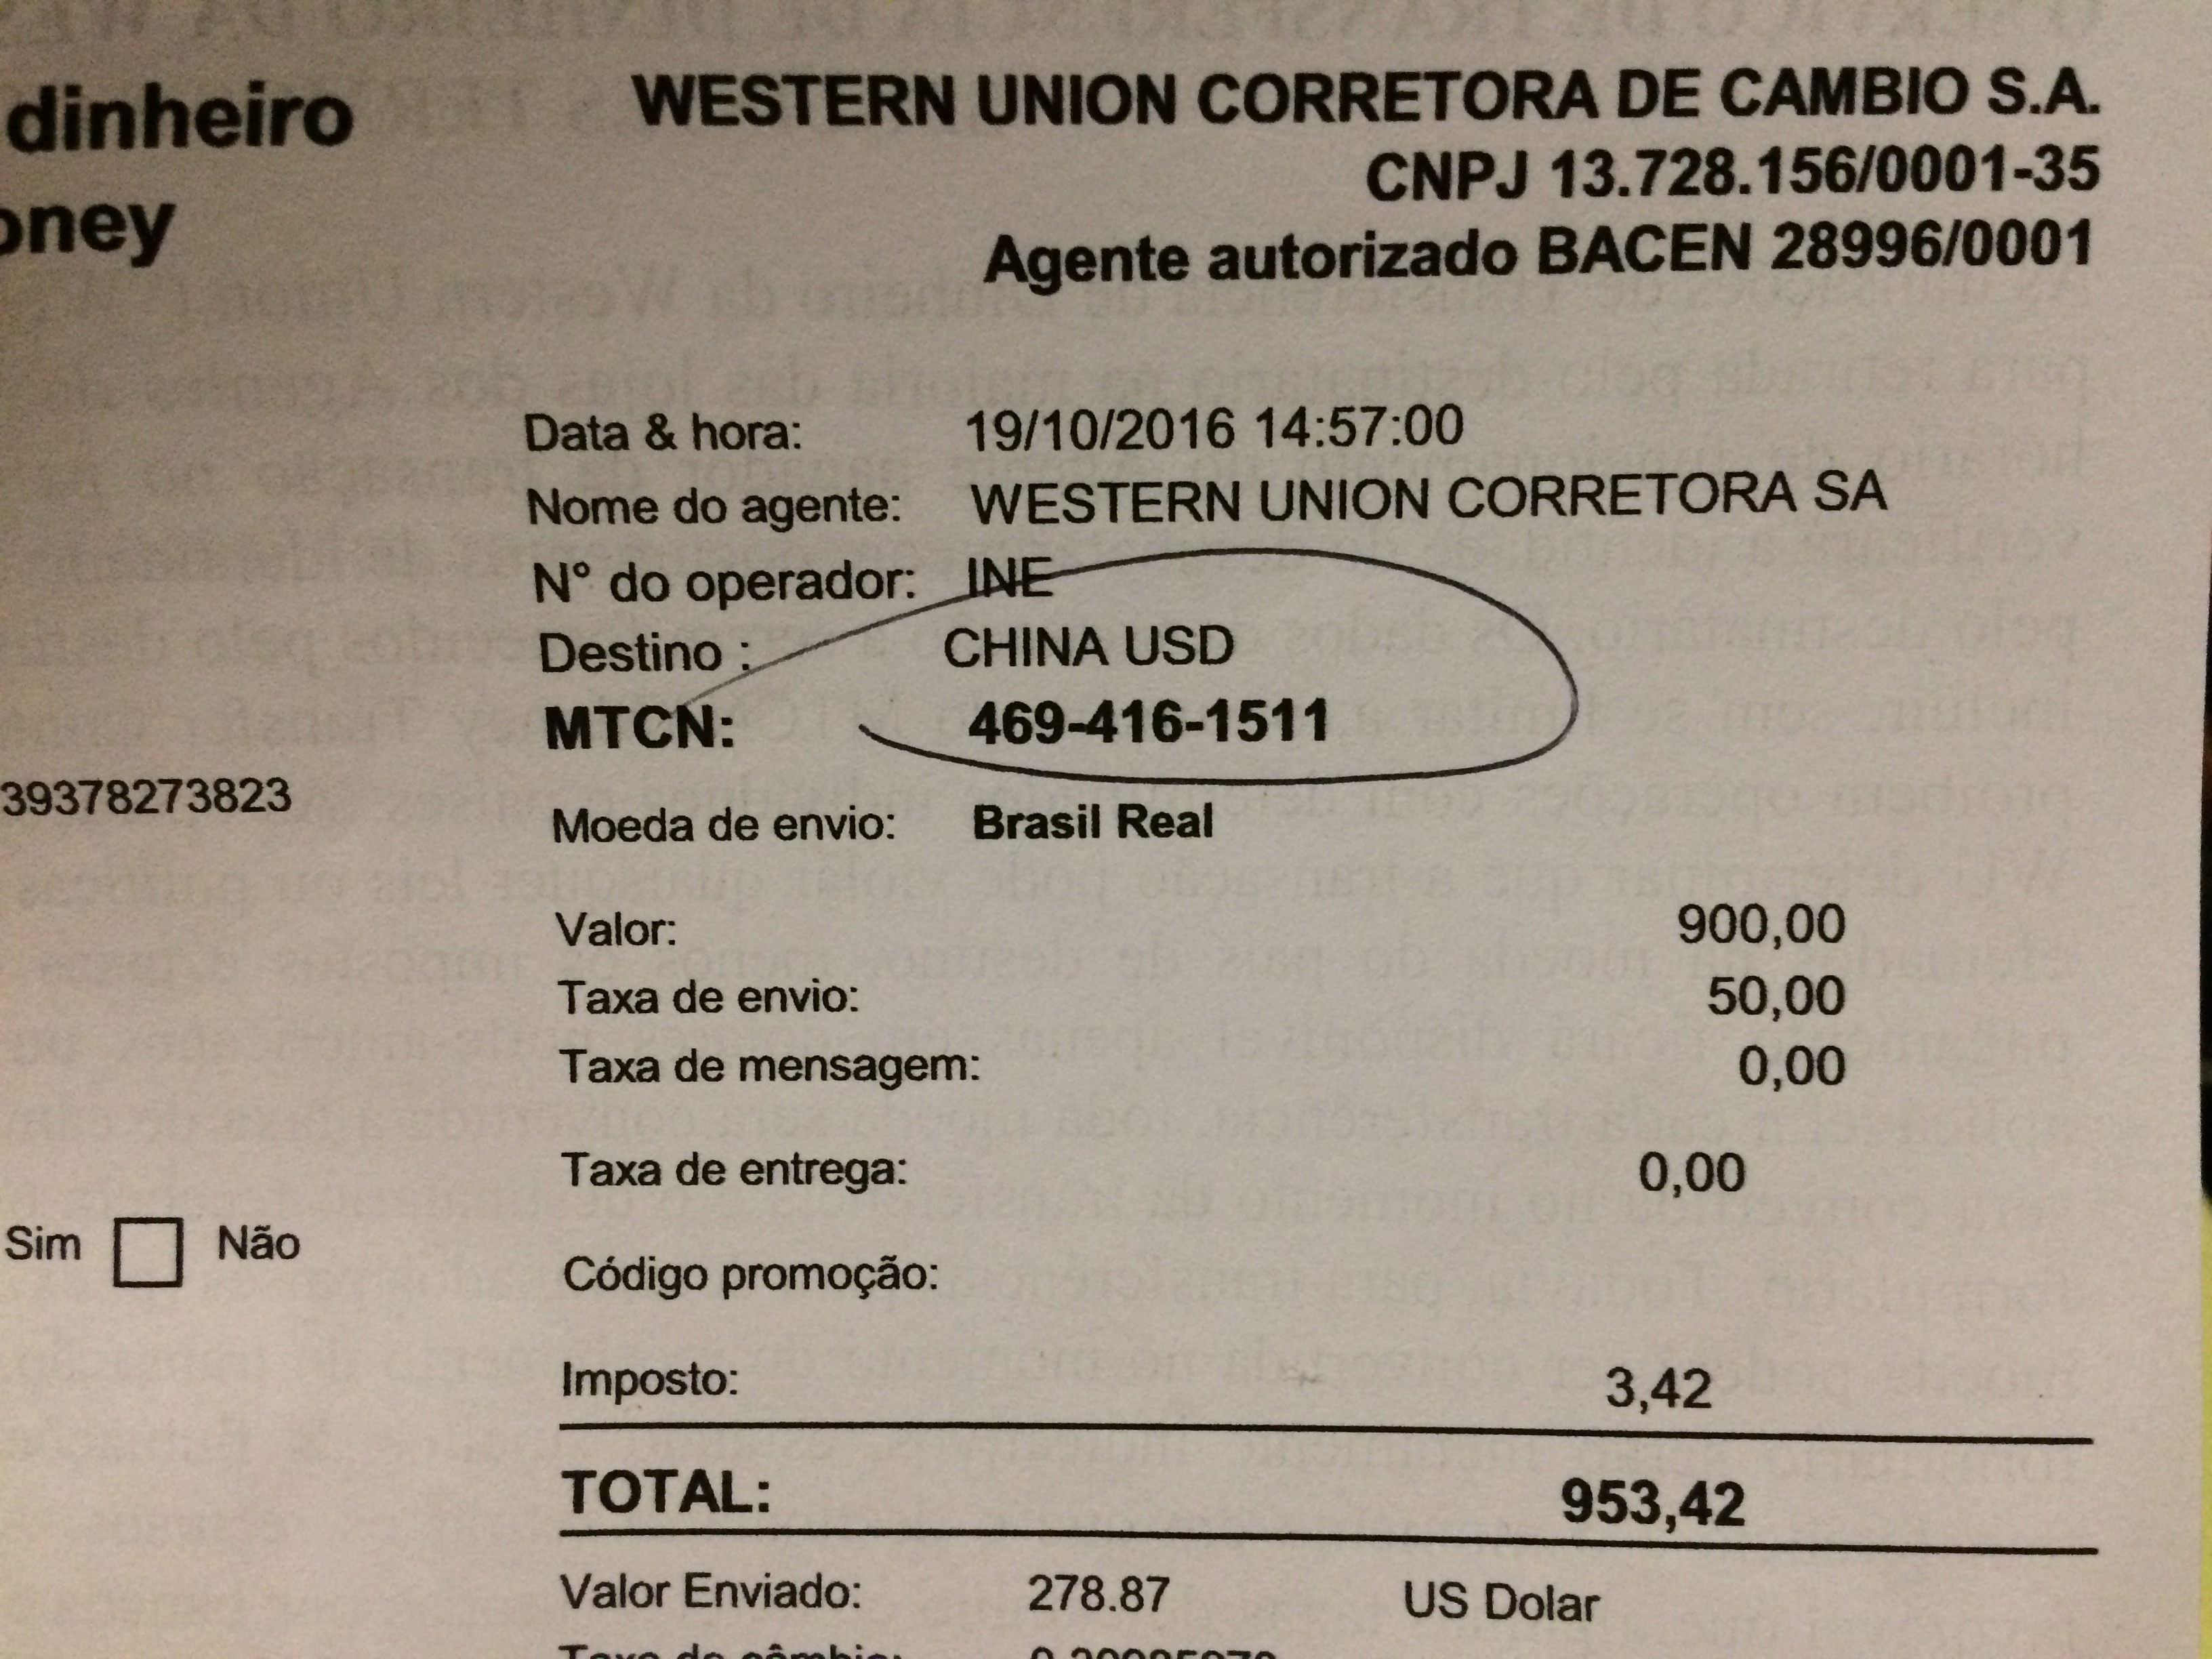 dinheiro
WESTERN UNION CORRETORA DE CAMBIO S.A.
CNPJ 13.728.156/0001-35
oney
Agente autorizado BACEN 28996/0001
Data & hora: 19/10/2016 14:57:00
Nome do agente: WESTERN UNION CORRETORA SA
N° do operador: INE
Destino : CHINA USD
MTCN: 469-416-1511
39378273823
Moeda de envio: Brasil Real
Valor: 900,00
Taxa de envio: 50,00
Taxa de mensagem: 0,00
Taxa de entrega: 0,00
Sim Não
Código promoção:
Imposto: 3,42
TOTAL: 953,42
Valor Enviado: 278.87 US Dolar
Taxa de câmbio: